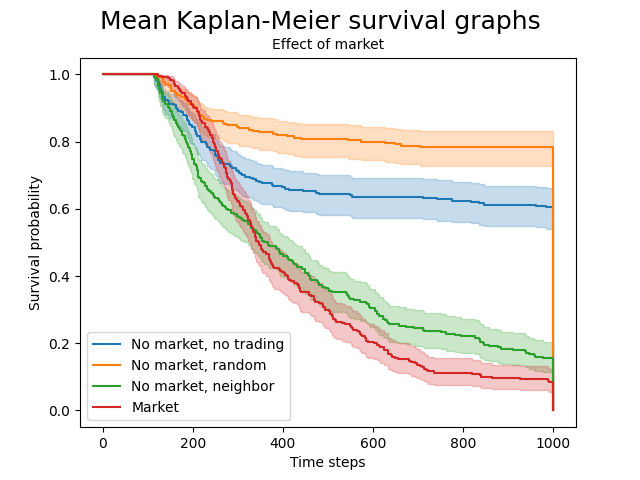 Mean Kaplan-Meier survival graphs
Effect of market
Survival probability
1.0
0.8
0.6
0.4
0.2
0.0
No market, no trading
No market, random
No market, neighbor
Market
0 200 400 600 800 1000
Time steps